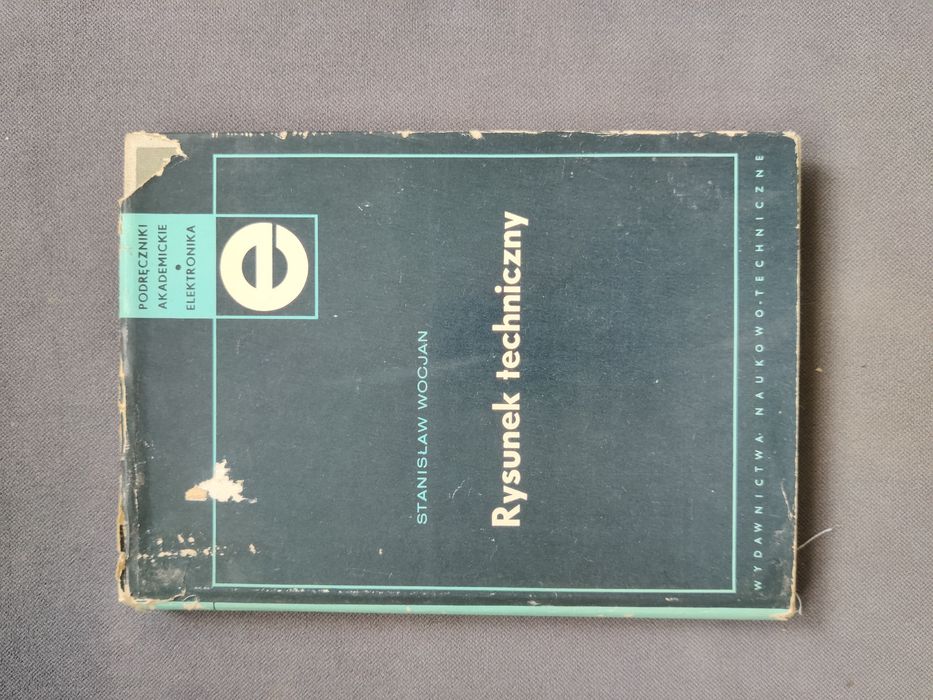 PODRĘCZNIKI
AKADEMICKIE
•
ELEKTRONIKA
e
STANISŁAW WOCJAN
Rysunek techniczny
WYDAWNICTWA NAUKOWO-TECHNICZNE